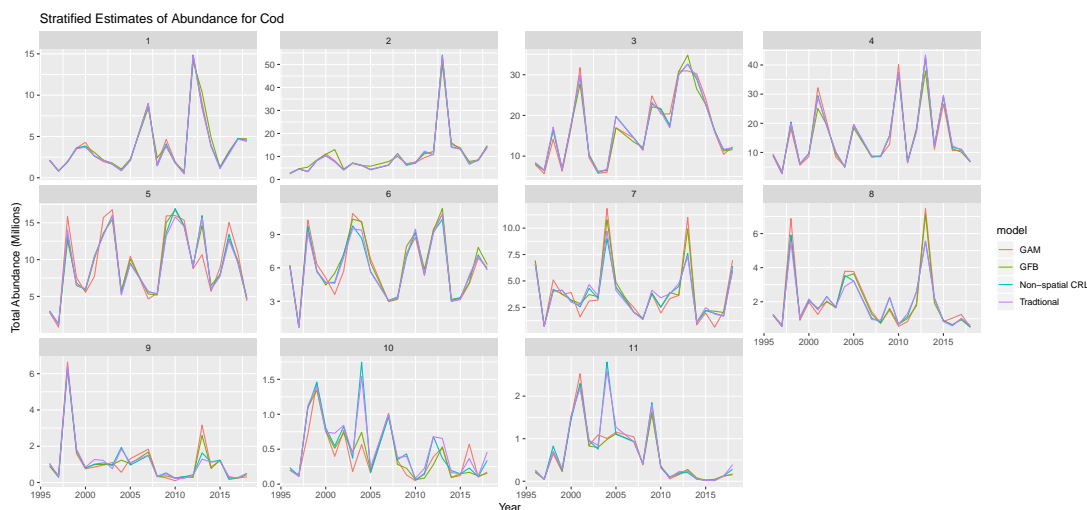 Stratified Estimates of Abundance for Cod
1 2 3 4
15 10 5 0
50 40 30 20 10 0
30 20 10
40 30 20 10
5 6 7 8
15 10 5
9 6 3
10.0 7.5 5.0 2.5
6 4 2 0
1995 2000 2005 2010 2015
9 10 11
6 4 2 0
1.5 1.0 0.5 0.0
2 1 0
1995 2000 2005 2010 2015 1995 2000 2005 2010 2015 1995 2000 2005 2010 2015
Total Abundance (Millions)
Year
model
GAM
GFB
Non-spatial CRL
Tradtional